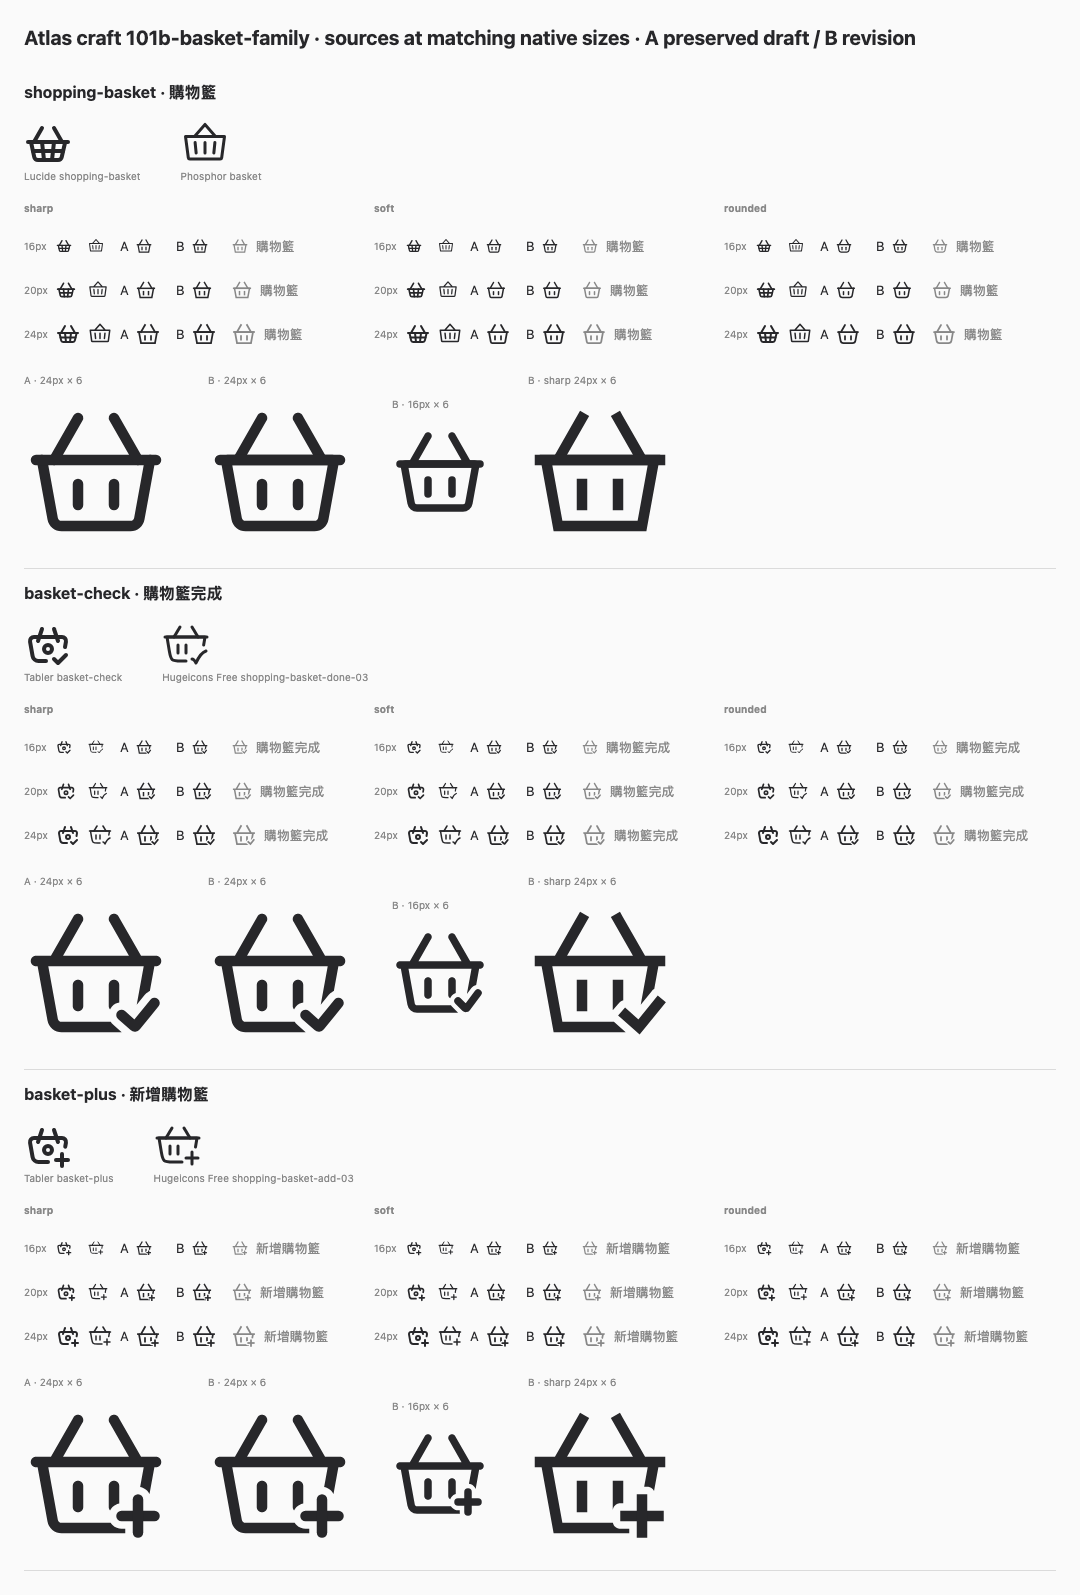 Atlas craft 101b-basket-family · sources at matching native sizes · A preserved draft / B revision
shopping-basket · 購物籃
Lucide shopping-basket Phosphor basket
sharp soft rounded
16px A B 購物籃 16px A B 購物籃 16px A B 購物籃
20px A B 購物籃 20px A B 購物籃 20px A B 購物籃
24px A B 購物籃 24px A B 購物籃 24px A B 購物籃
A · 24px × 6 B · 24px × 6 B · sharp 24px × 6
B · 16px × 6
basket-check · 購物籃完成
Tabler basket-check Hugeicons Free shopping-basket-done-03
sharp soft rounded
16px A B 購物籃完成 16px A B 購物籃完成 16px A B 購物籃完成
20px A B 購物籃完成 20px A B 購物籃完成 20px A B 購物籃完成
24px A B 購物籃完成 24px A B 購物籃完成 24px A B 購物籃完成
A · 24px × 6 B · 24px × 6 B · sharp 24px × 6
B · 16px × 6
basket-plus · 新增購物籃
Tabler basket-plus Hugeicons Free shopping-basket-add-03
sharp soft rounded
16px A B 新增購物籃 16px A B 新增購物籃 16px A B 新增購物籃
20px A B 新增購物籃 20px A B 新增購物籃 20px A B 新增購物籃
24px A B 新增購物籃 24px A B 新增購物籃 24px A B 新增購物籃
A · 24px × 6 B · 24px × 6 B · sharp 24px × 6
B · 16px × 6